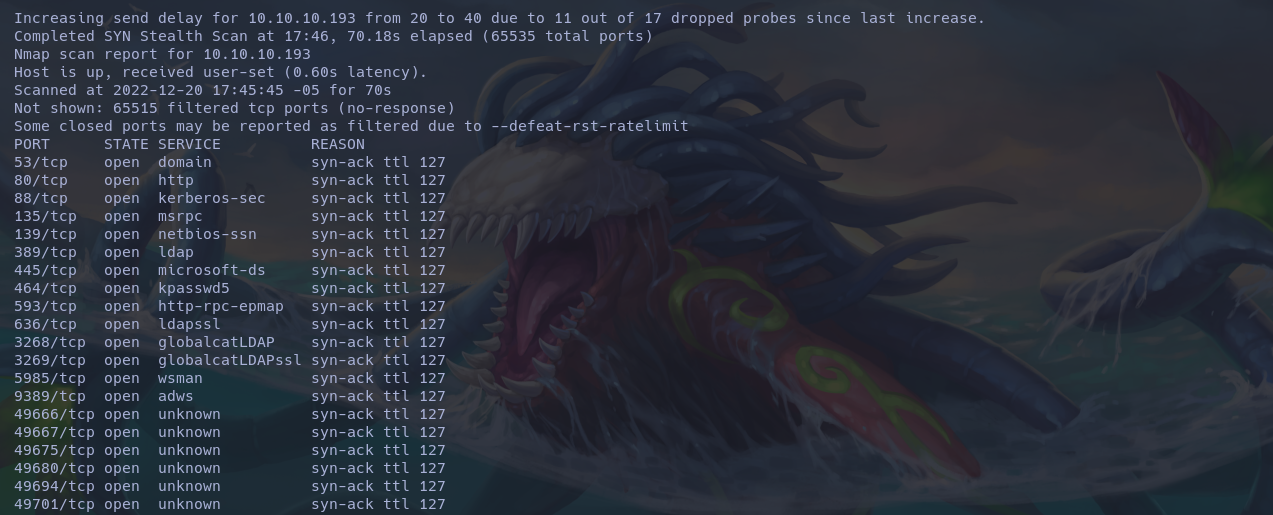 Increasing send delay for 10.10.10.193 from 20 to 40 due to 11 out of 17 dropped probes since last increase.
Completed SYN Stealth Scan at 17:46, 70.18s elapsed (65535 total ports)
Nmap scan report for 10.10.10.193
Host is up, received user-set (0.60s latency).
Scanned at 2022-12-20 17:45:45 -05 for 70s
Not shown: 65515 filtered tcp ports (no-response)
Some closed ports may be reported as filtered due to --defeat-rst-ratelimit
PORT      STATE SERVICE          REASON
53/tcp    open  domain           syn-ack ttl 127
80/tcp    open  http             syn-ack ttl 127
88/tcp    open  kerberos-sec     syn-ack ttl 127
135/tcp   open  msrpc            syn-ack ttl 127
139/tcp   open  netbios-ssn      syn-ack ttl 127
389/tcp   open  ldap             syn-ack ttl 127
445/tcp   open  microsoft-ds     syn-ack ttl 127
464/tcp   open  kpasswd5         syn-ack ttl 127
593/tcp   open  http-rpc-epmap   syn-ack ttl 127
636/tcp   open  ldapssl          syn-ack ttl 127
3268/tcp  open  globalcatLDAP    syn-ack ttl 127
3269/tcp  open  globalcatLDAPssl syn-ack ttl 127
5985/tcp  open  wsman            syn-ack ttl 127
9389/tcp  open  adws             syn-ack ttl 127
49666/tcp open  unknown          syn-ack ttl 127
49667/tcp open  unknown          syn-ack ttl 127
49675/tcp open  unknown          syn-ack ttl 127
49680/tcp open  unknown          syn-ack ttl 127
49694/tcp open  unknown          syn-ack ttl 127
49701/tcp open  unknown          syn-ack ttl 127